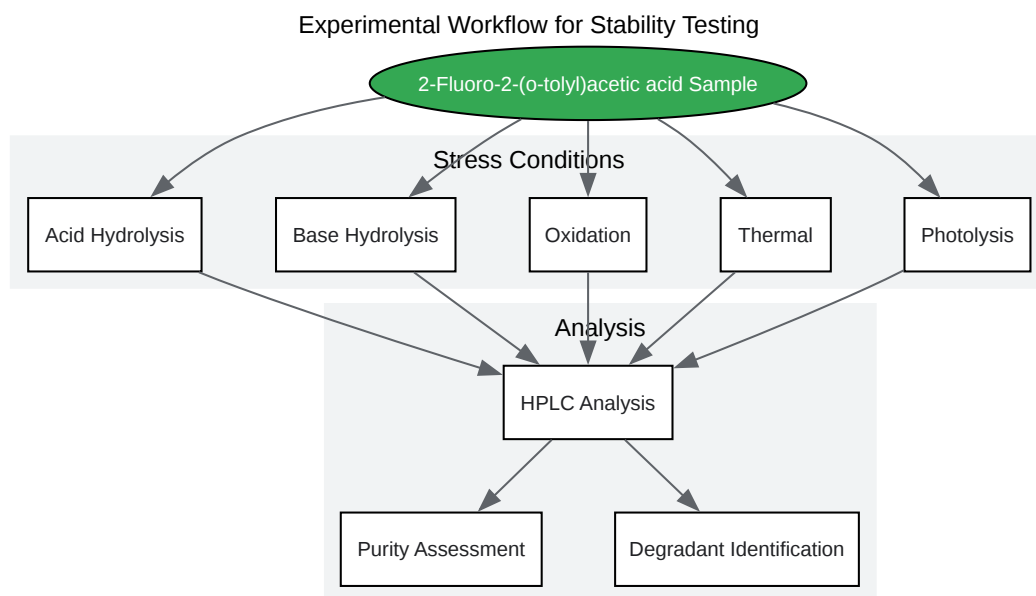 Experimental Workflow for Stability Testing
2-Fluoro-2-(o-tolyl)acetic acid Sample
Stress Conditions
Acid Hydrolysis
Base Hydrolysis
Oxidation
Thermal
Photolysis
Analysis
HPLC Analysis
Purity Assessment
Degradant Identification